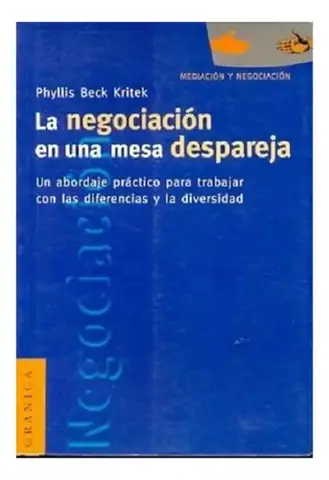 MEDIACIÓN Y NEGOCIACIÓN
Phyllis Beck Kritek
La negociación
en una mesa despareja
Un abordaje práctico para trabajar
con las diferencias y la diversidad
Negociación
GRANICA